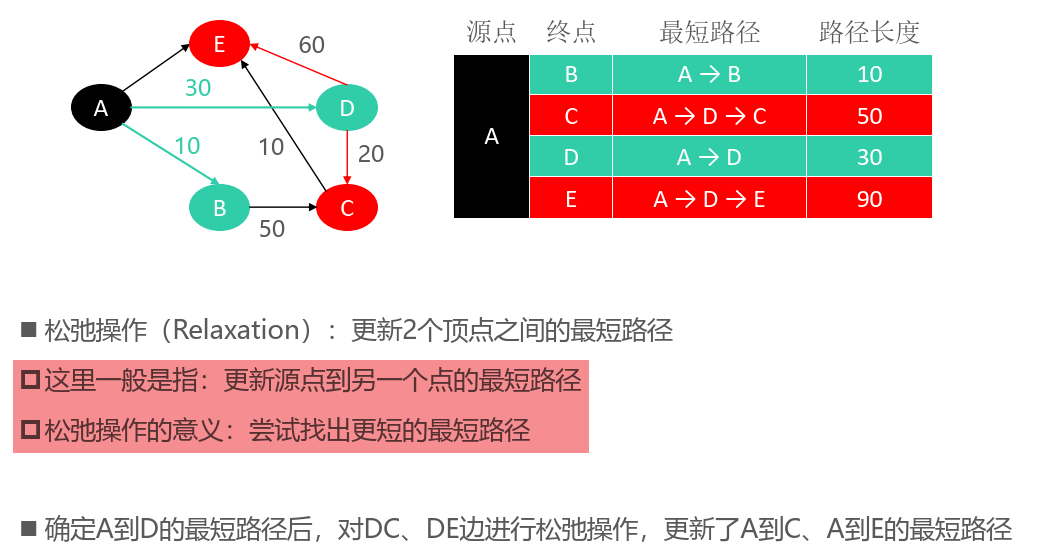 源点 终点 最短路径 路径长度
E
60
A
30
D
10
10
20
B
C
50
A
B A → B 10
C A → D → C 50
D A → D 30
E A → D → E 90
松弛操作（Relaxation）：更新2个顶点之间的最短路径
这里一般是指：更新源点到另一个点的最短路径
松弛操作的意义：尝试找出更短的最短路径
确定A到D的最短路径后，对DC、DE边进行松弛操作，更新了A到C、A到E的最短路径